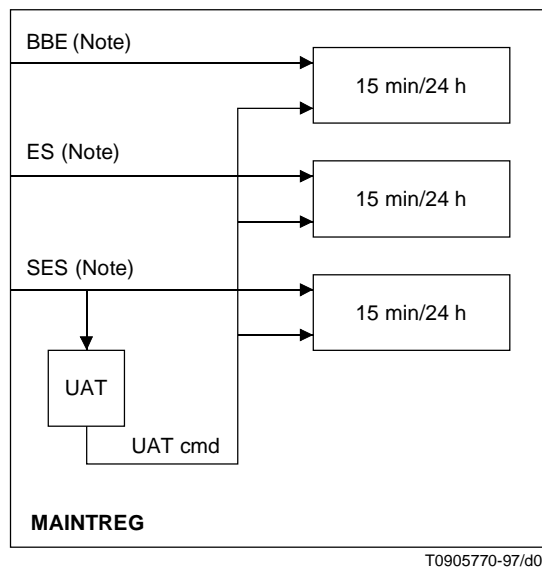 BBE (Note)
15 min/24 h
ES (Note)
15 min/24 h
SES (Note)
15 min/24 h
UAT
UAT cmd
MAINTREG
T0905770-97/d0